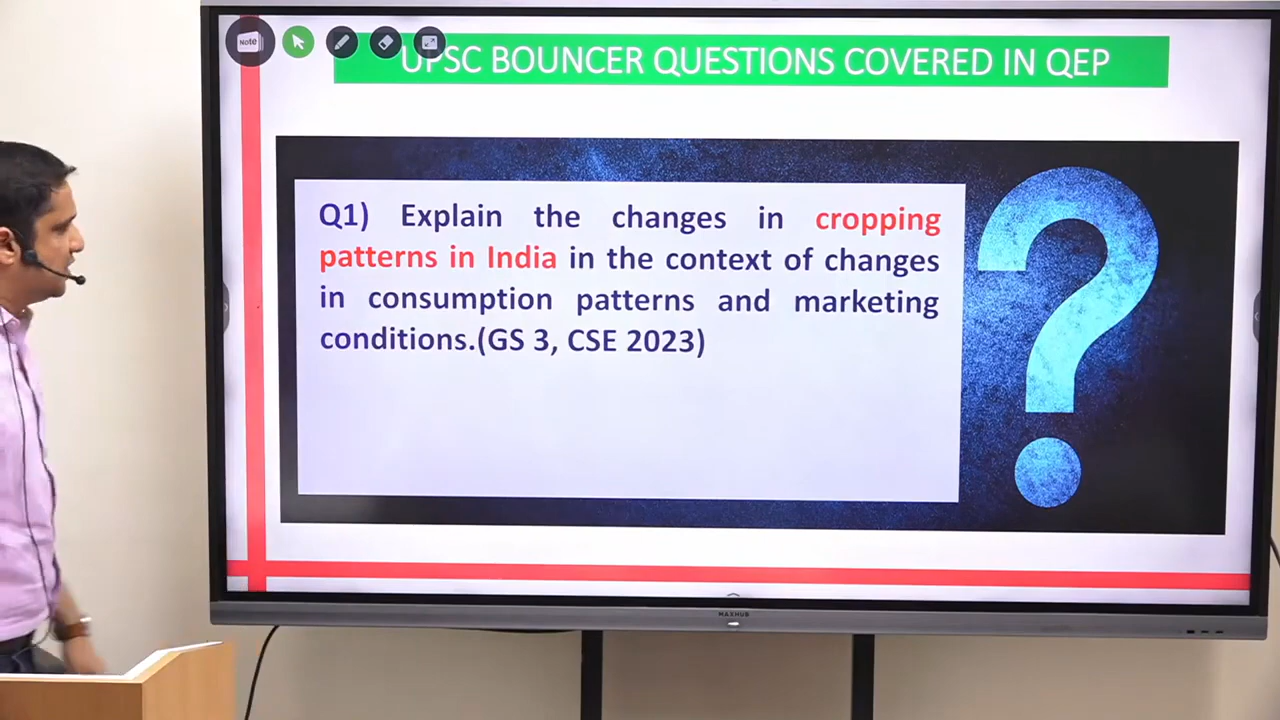 Note
UPSC BOUNCER QUESTIONS COVERED IN QEP
Q1) Explain the changes in cropping
patterns in India in the context of changes
in consumption patterns and marketing
conditions.(GS 3, CSE 2023)
?
MAXHUB